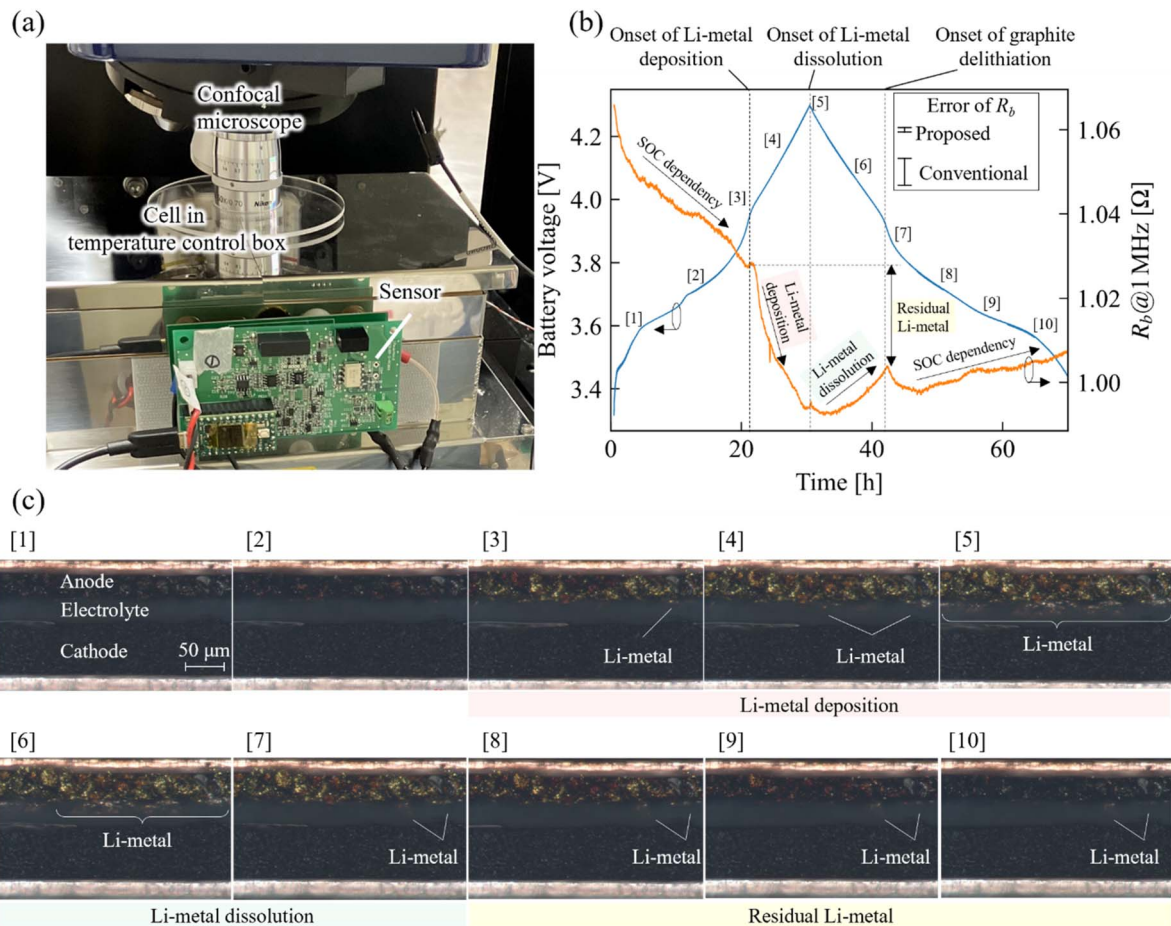 (a)
Confocal
microscope
Cell in
temperature control box
Sensor
(b)
Onset of Li-metal
deposition
Onset of Li-metal
dissolution
Onset of graphite
delithiation
Battery voltage [V]
4.2
4.0
3.8
3.6
3.4
0
20
40
60
Time [h]
1.06
1.04
1.02
1.00
R_b@1 MHz [Ω]
Error of R_b
Proposed
Conventional
SOC dependency
Li-metal
deposition
Li-metal
dissolution
Residual
Li-metal
SOC dependency
[1]
[2]
[3]
[4]
[5]
[6]
[7]
[8]
[9]
[10]
(c)
[1]
[2]
[3]
[4]
[5]
Anode
Electrolyte
Cathode
50 μm
Li-metal
Li-metal
Li-metal
Li-metal deposition
[6]
[7]
[8]
[9]
[10]
Li-metal
Li-metal
Li-metal
Li-metal
Li-metal
Li-metal dissolution
Residual Li-metal